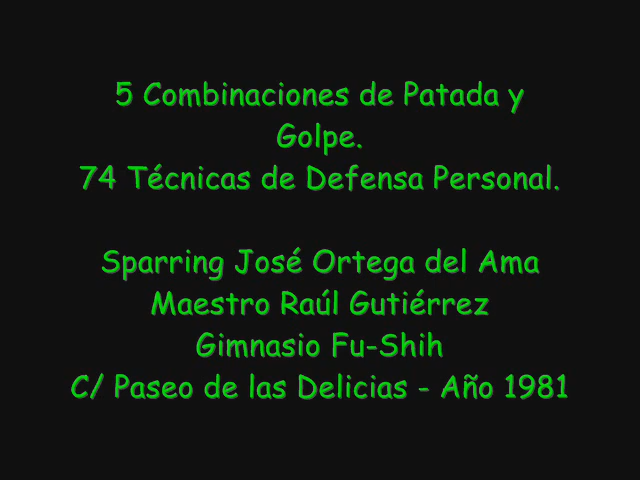 5 Combinaciones de Patada y
Golpe.
74 Técnicas de Defensa Personal.
Sparring José Ortega del Ama
Maestro Raúl Gutiérrez
Gimnasio Fu-Shih
C/ Paseo de las Delicias - Año 1981